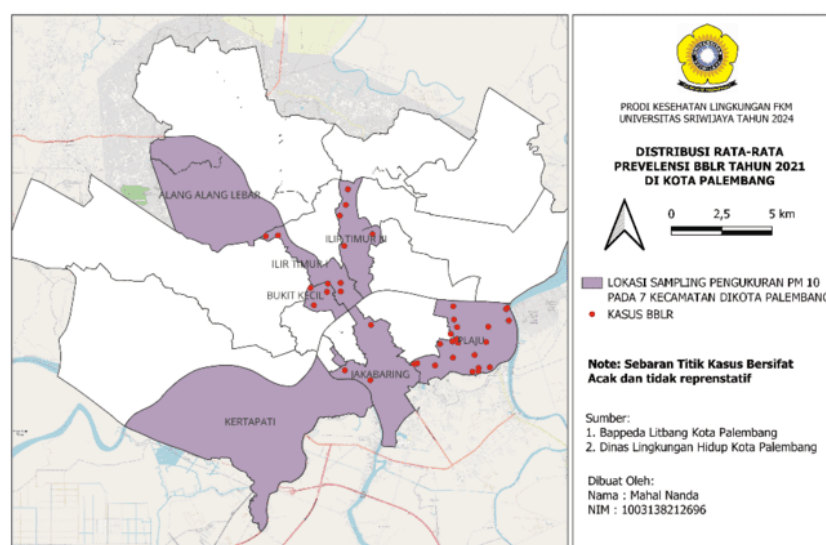 ALANG ALANG LEBAR
ILIR TIMUR II
ILIR TIMUR I
BUKIT KECIL
PLAJU
JAKABARING
KERTAPATI
PRODI KESEHATAN LINGKUNGAN FKM
UNIVERSITAS SRIWIJAYA TAHUN 2024
DISTRIBUSI RATA-RATA
PREVELENSI BBLR TAHUN 2021
DI KOTA PALEMBANG
0 2,5 5 km
LOKASI SAMPLING PENGUKURAN PM 10
PADA 7 KECAMATAN DIKOTA PALEMBANG
KASUS BBLR
Note: Sebaran Titik Kasus Bersifat
Acak dan tidak reprenstatif
Sumber:
1. Bappeda Litbang Kota Palembang
2. Dinas Lingkungan Hidup Kota Palembang
Dibuat Oleh:
Nama : Mahal Nanda
NIM : 1003138212696